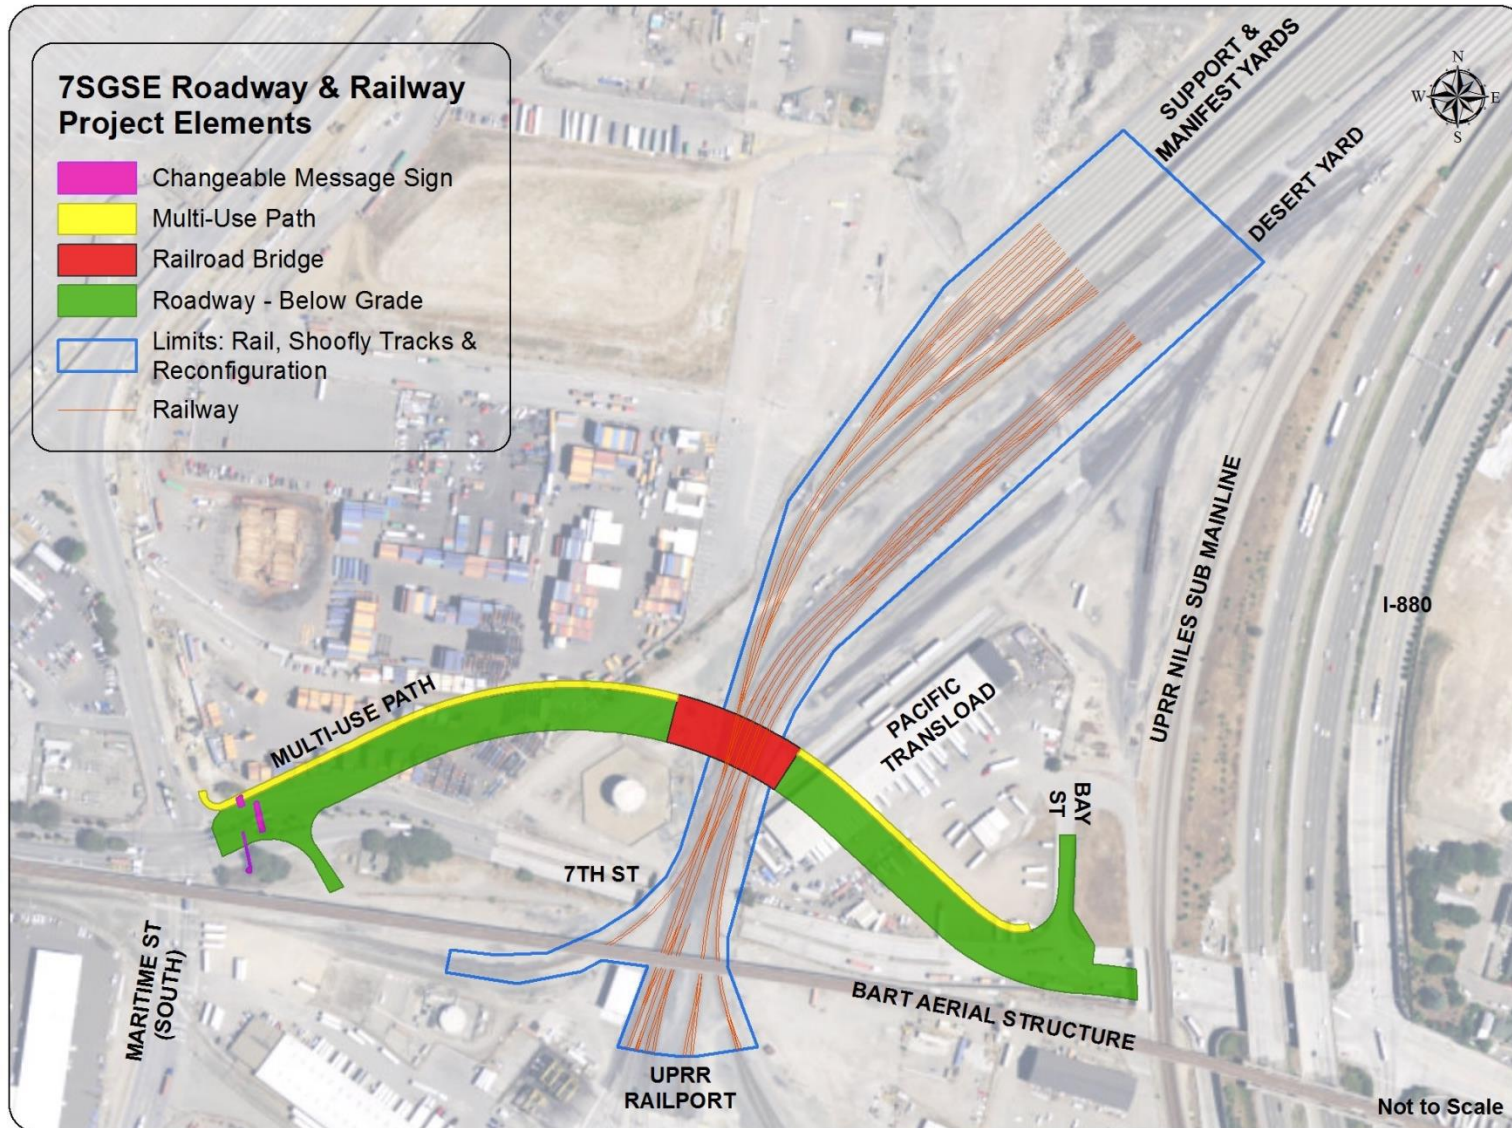 7SGSE Roadway & Railway
Project Elements
Changeable Message Sign
Multi-Use Path
Railroad Bridge
Roadway - Below Grade
Limits: Rail, Shoofly Tracks &
Reconfiguration
Railway
SUPPORT &
MANIFEST YARDS
DESERT YARD
N
W
E
S
UPRR NILES SUB MAINLINE
I-880
MULTI-USE PATH
PACIFIC
TRANSLOAD
BAY
ST
7TH ST
MARITIME ST
(SOUTH)
BART AERIAL STRUCTURE
UPRR
RAILPORT
Not to Scale